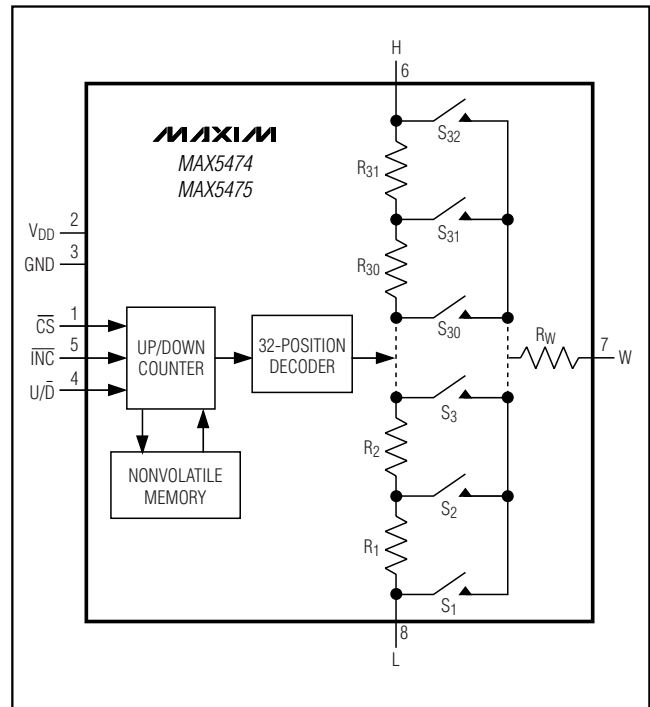 H
6
MAXIM
MAX5474
MAX5475
S32
R31
VDD 2
GND 3
S31
R30
CS 1
INC 5
U/D 4
UP/DOWN
COUNTER
32-POSITION
DECODER
S30
RW 7 W
S3
R2
NONVOLATILE
MEMORY
S2
R1
S1
8
L